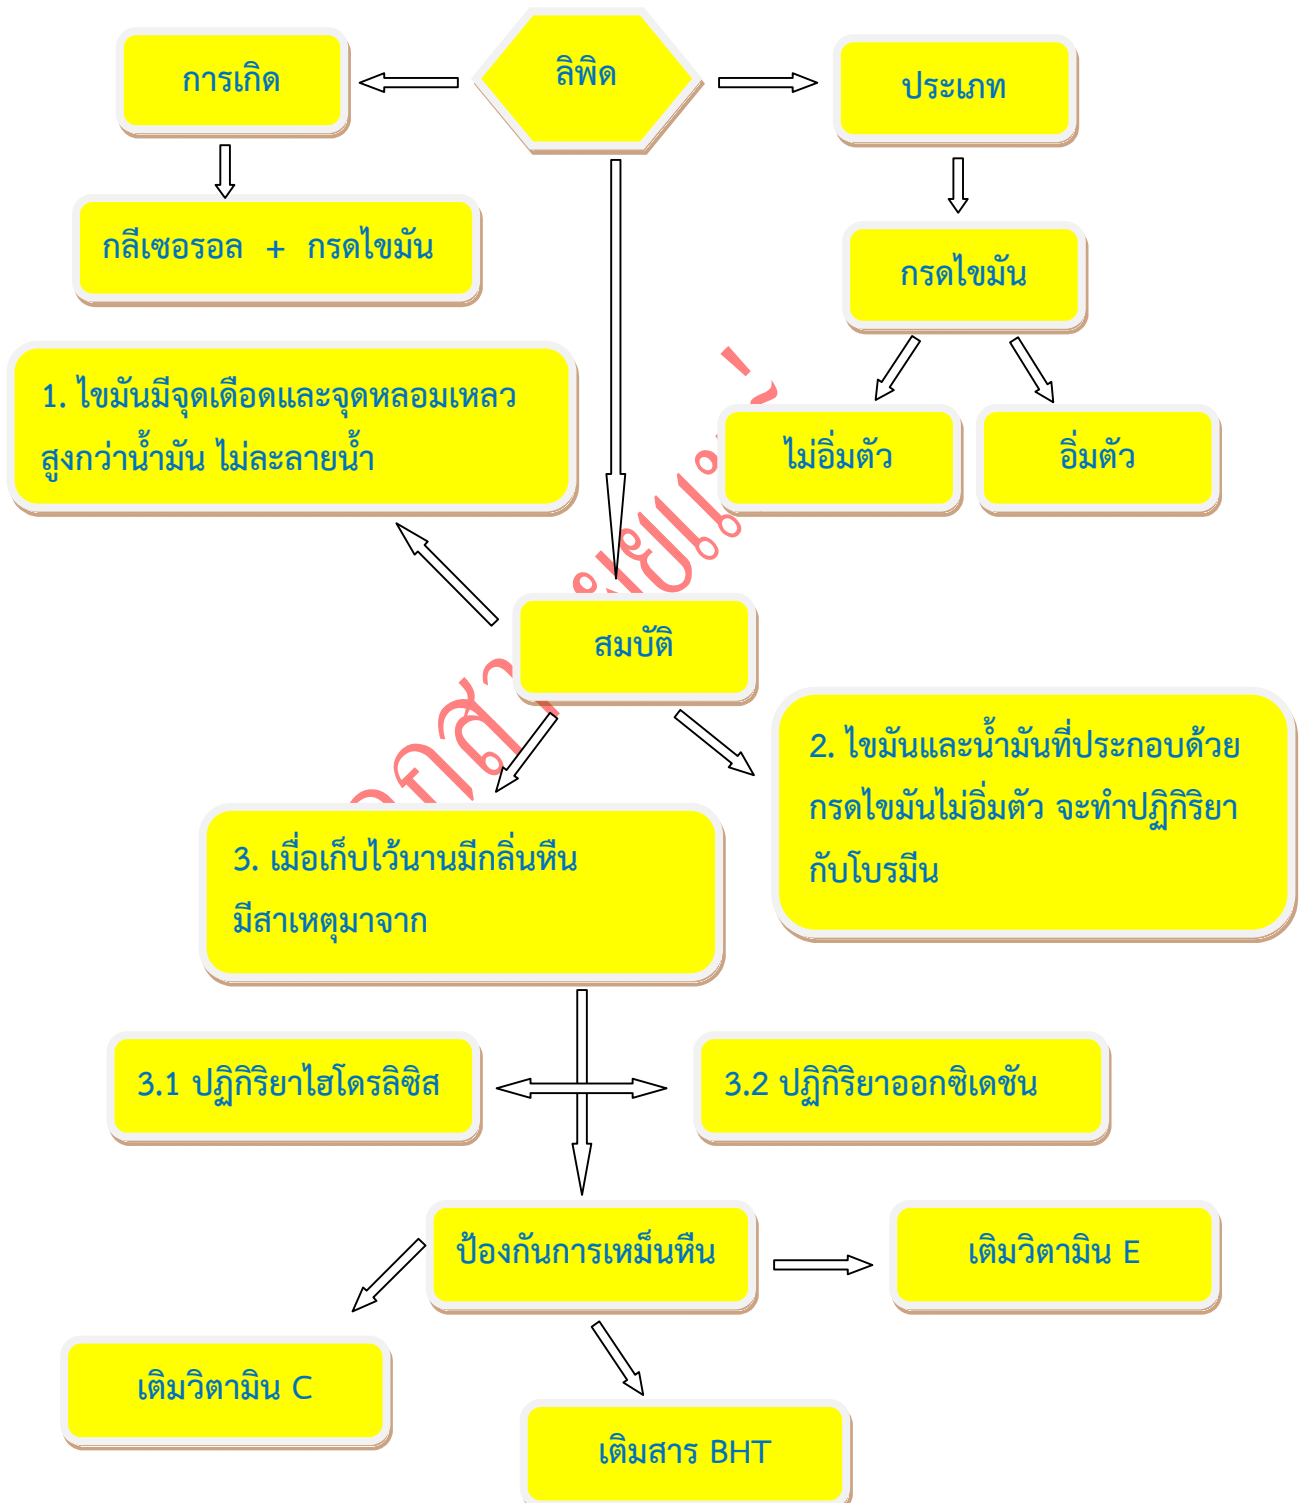 ลิพิด
การเกิด
ประเภท
กลีเซอรอล + กรดไขมัน
กรดไขมัน
1. ไขมันมีจุดเดือดและจุดหลอมเหลว
สูงกว่าน้ำมัน ไม่ละลายน้ำ
ไม่อิ่มตัว
อิ่มตัว
สมบัติ
2. ไขมันและน้ำมันที่ประกอบด้วย
กรดไขมันไม่อิ่มตัว จะทำปฏิกิริยา
กับโบรมีน
3. เมื่อเก็บไว้นานมีกลิ่นหืน
มีสาเหตุมาจาก
3.1 ปฏิกิริยาไฮโดรลิซิส
3.2 ปฏิกิริยาออกซิเดชัน
ป้องกันการเหม็นหืน
เติมวิตามิน E
เติมวิตามิน C
เติมสาร BHT